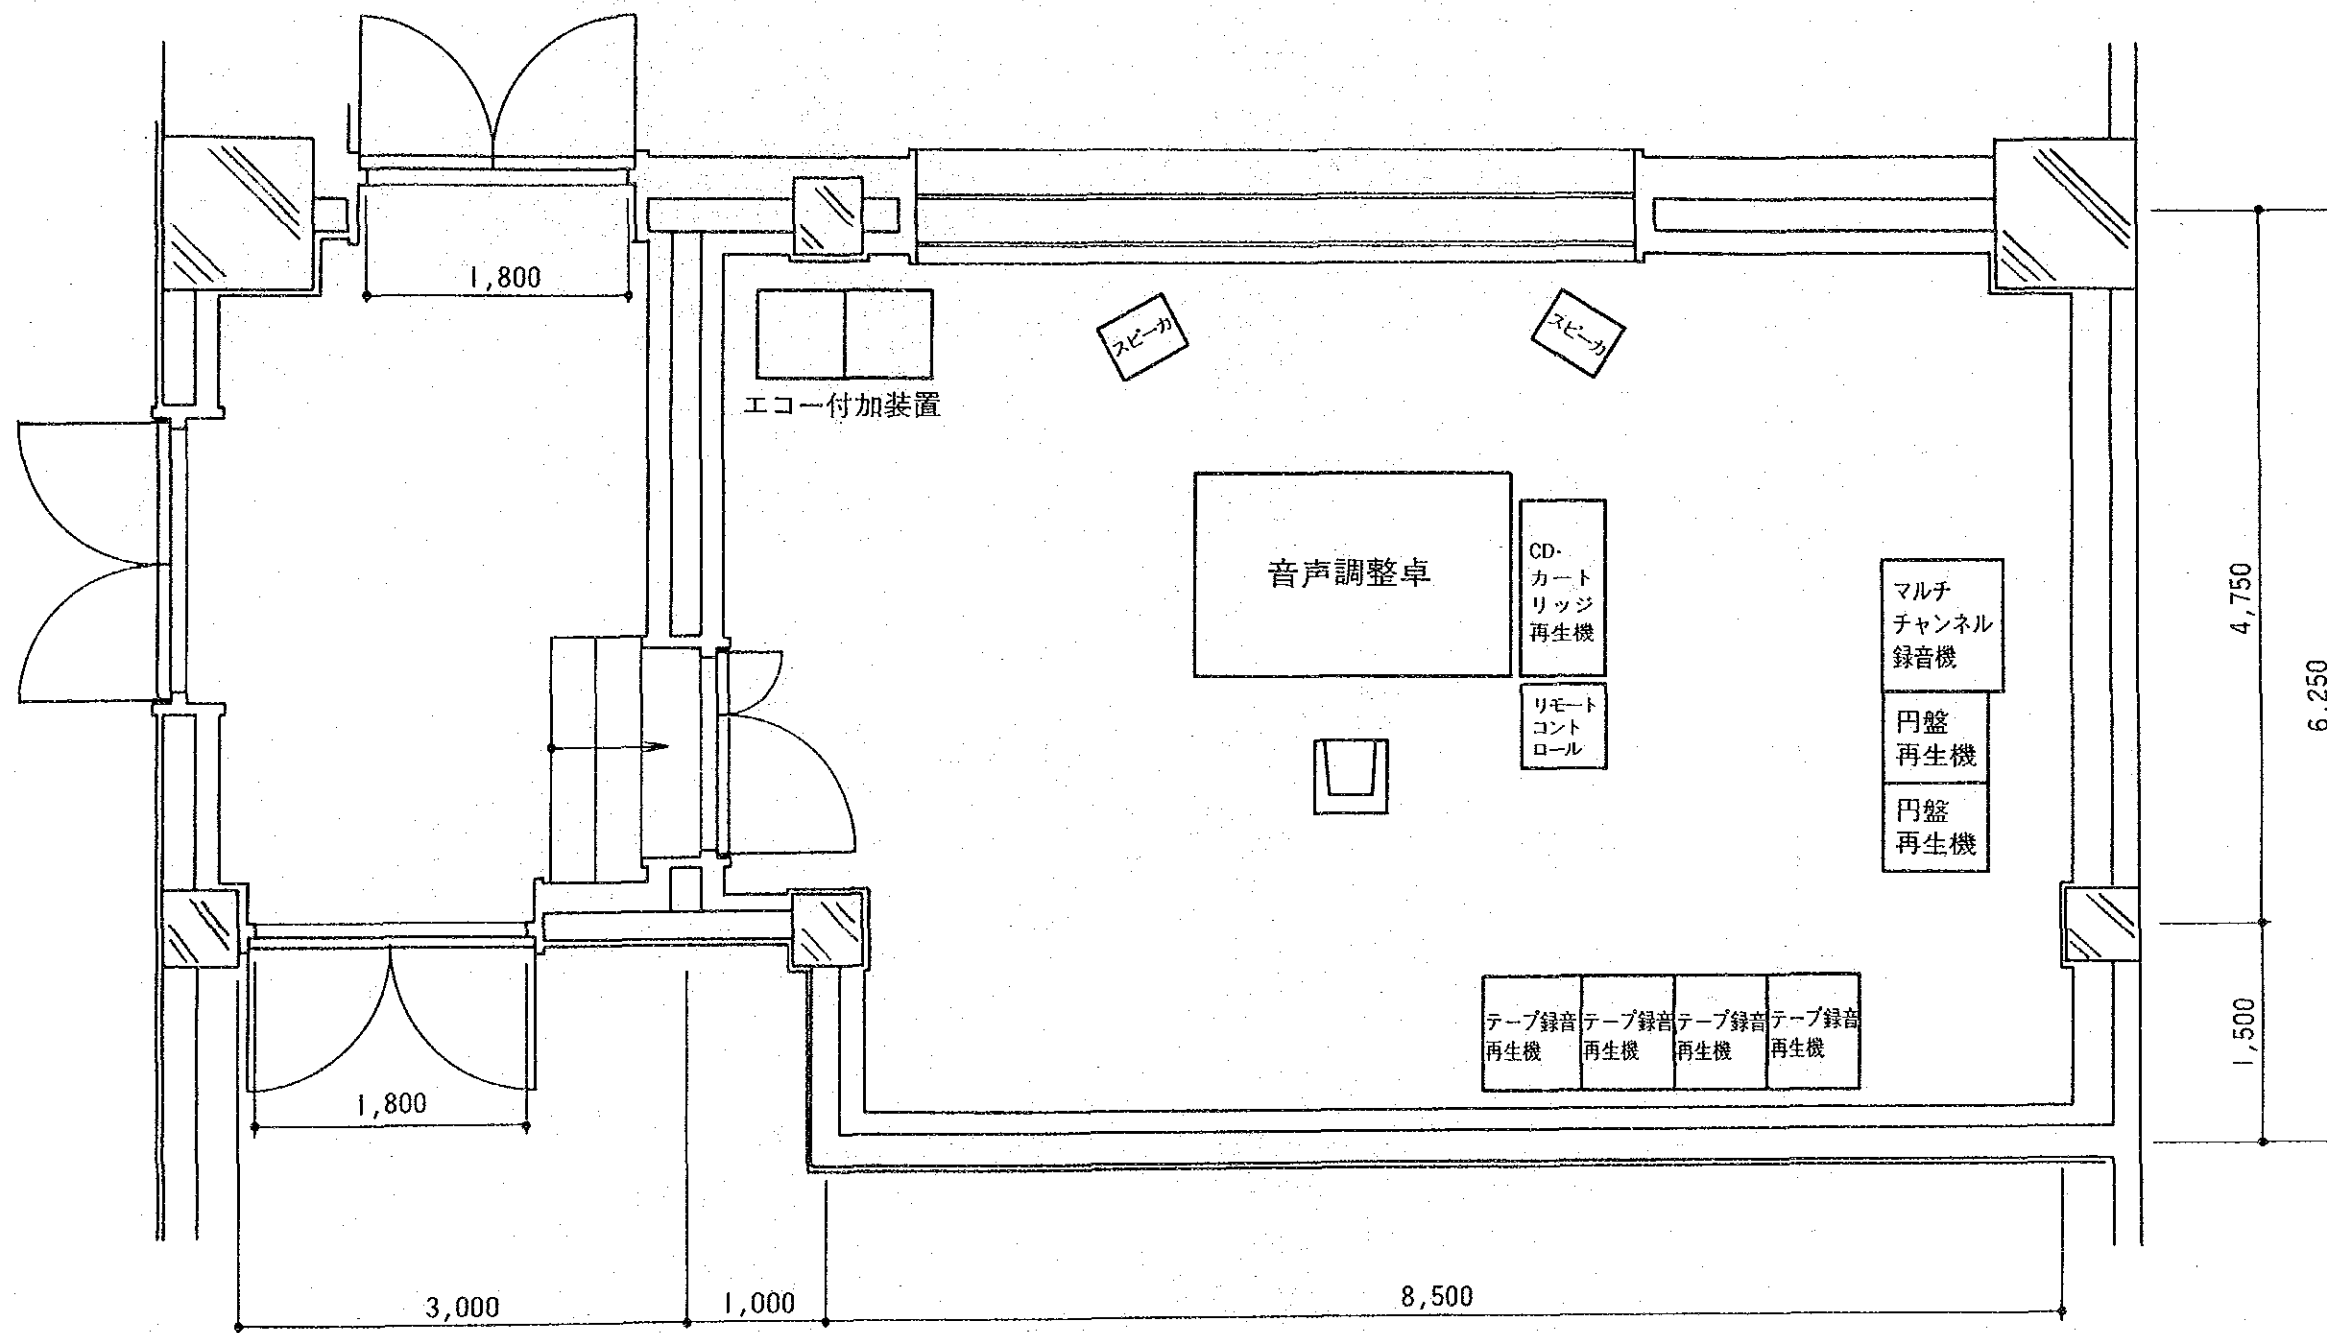 1,800
スピーカ
スピーカ
エコー付加装置
音声調整卓
CD·
カート
リッジ
再生機
リモート
コント
ロール
マルチ
チャンネル
録音機
円盤
再生機
円盤
再生機
4,750
6,250
テープ録音
再生機
テープ録音
再生機
テープ録音
再生機
テープ録音
再生機
1,500
1,800
3,000
1,000
8,500